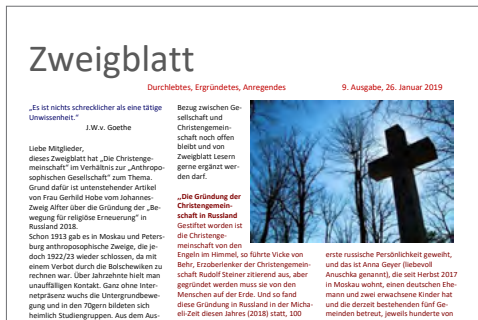 Zweigblatt
Durchlebtes, Ergründetes, Anregendes 9. Ausgabe, 26. Januar 2019
„Es ist nichts schrecklicher als eine tätige
Unwissenheit.“
J.W.v. Goethe
Liebe Mitglieder,
dieses Zweigblatt hat „Die Christenge-
meinschaft“ im Verhältnis zur „Anthropo-
sophischen Gesellschaft“ zum Thema.
Grund dafür ist untenstehender Artikel
von Frau Gerhild Hobe vom Johannes-
Zweig Alfter über die Gründung der „Be-
wegung für religiöse Erneuerung“ in
Russland 2018.
Schon 1913 gab es in Moskau und Peters-
burg anthroposophische Zweige, die je-
doch 1922/23 wieder schlossen, da mit
einem Verbot durch die Bolschewiken zu
rechnen war. Über Jahrzehnte hielt man
unauffälligen Kontakt. Ganz ohne Inter-
netpräsenz wuchs die Untergrundbewe-
gung und in den 70gern bildeten sich
heimlich Studiengruppen. Aus dem Aus-
Bezug zwischen Ge-
sellschaft und
Christengemein-
schaft noch offen
bleibt und von
Zweigblatt Lesern
gerne ergänzt wer-
den darf.
„Die Gründung der
Christengemein-
schaft in Russland
Gestiftet worden ist
die Christenge-
meinschaft von den
Engeln im Himmel, so führte Vicke von
Behr, Erzoberlenker der Christengemein-
schaft Rudolf Steiner zitierend aus, aber
gegründet werden muss sie von den
Menschen auf der Erde. Und so fand
diese Gründung in Russland in der Micha-
eli-Zeit diesen Jahres (2018) statt, 100
erste russische Persönlichkeit geweiht,
und das ist Anna Geyer (liebevoll
Anuschka genannt), die seit Herbst 2017
in Moskau wohnt, einen deutschen Ehe-
mann und zwei erwachsene Kinder hat
und die derzeit bestehenden fünf Ge-
meinden betreut, jeweils hunderte von